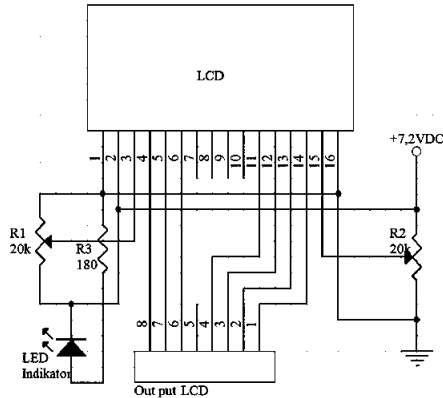 LCD
1 2 3 4 5 6 7 8 9 10 11 12 13 14 15 16
+7,2VDC
R1
20k
R3
180
R2
20k
8 7 6 5 4 3 2 1
LED
Indikator
Out put LCD